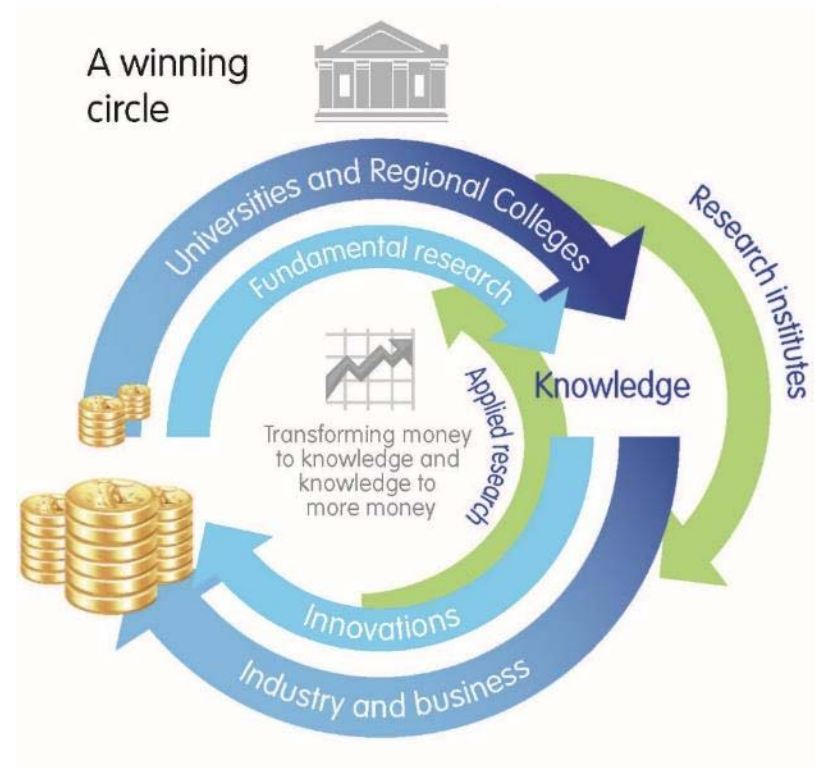 A winning
circle
Universities and Regional Colleges
Fundamental research
Research institutes
Applied research
Knowledge
Transforming money
to knowledge and
knowledge to
more money
Innovations
Industry and business